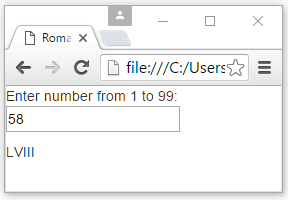 Roma
file:///C:/Users
Enter number from 1 to 99:
58
LVIII